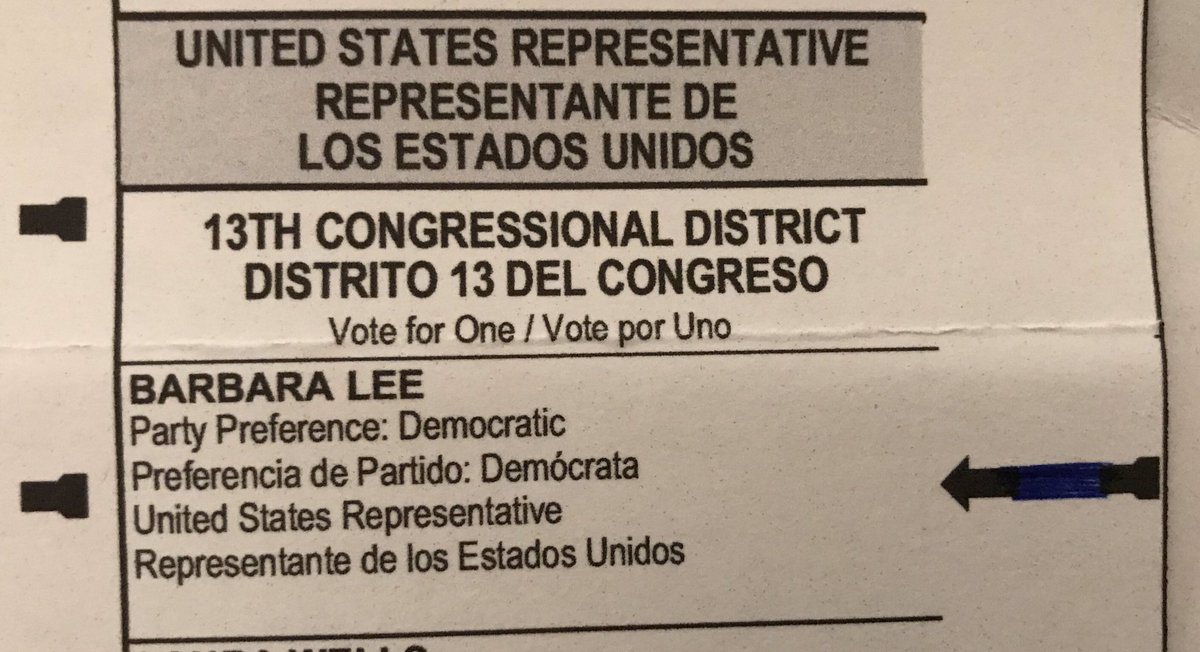 UNITED STATES REPRESENTATIVE
REPRESENTANTE DE
LOS ESTADOS UNIDOS
13TH CONGRESSIONAL DISTRICT
DISTRITO 13 DEL CONGRESO
Vote for One / Vote por Uno
BARBARA LEE
Party Preference: Democratic
Preferencia de Partido: Demócrata
United States Representative
Representante de los Estados Unidos